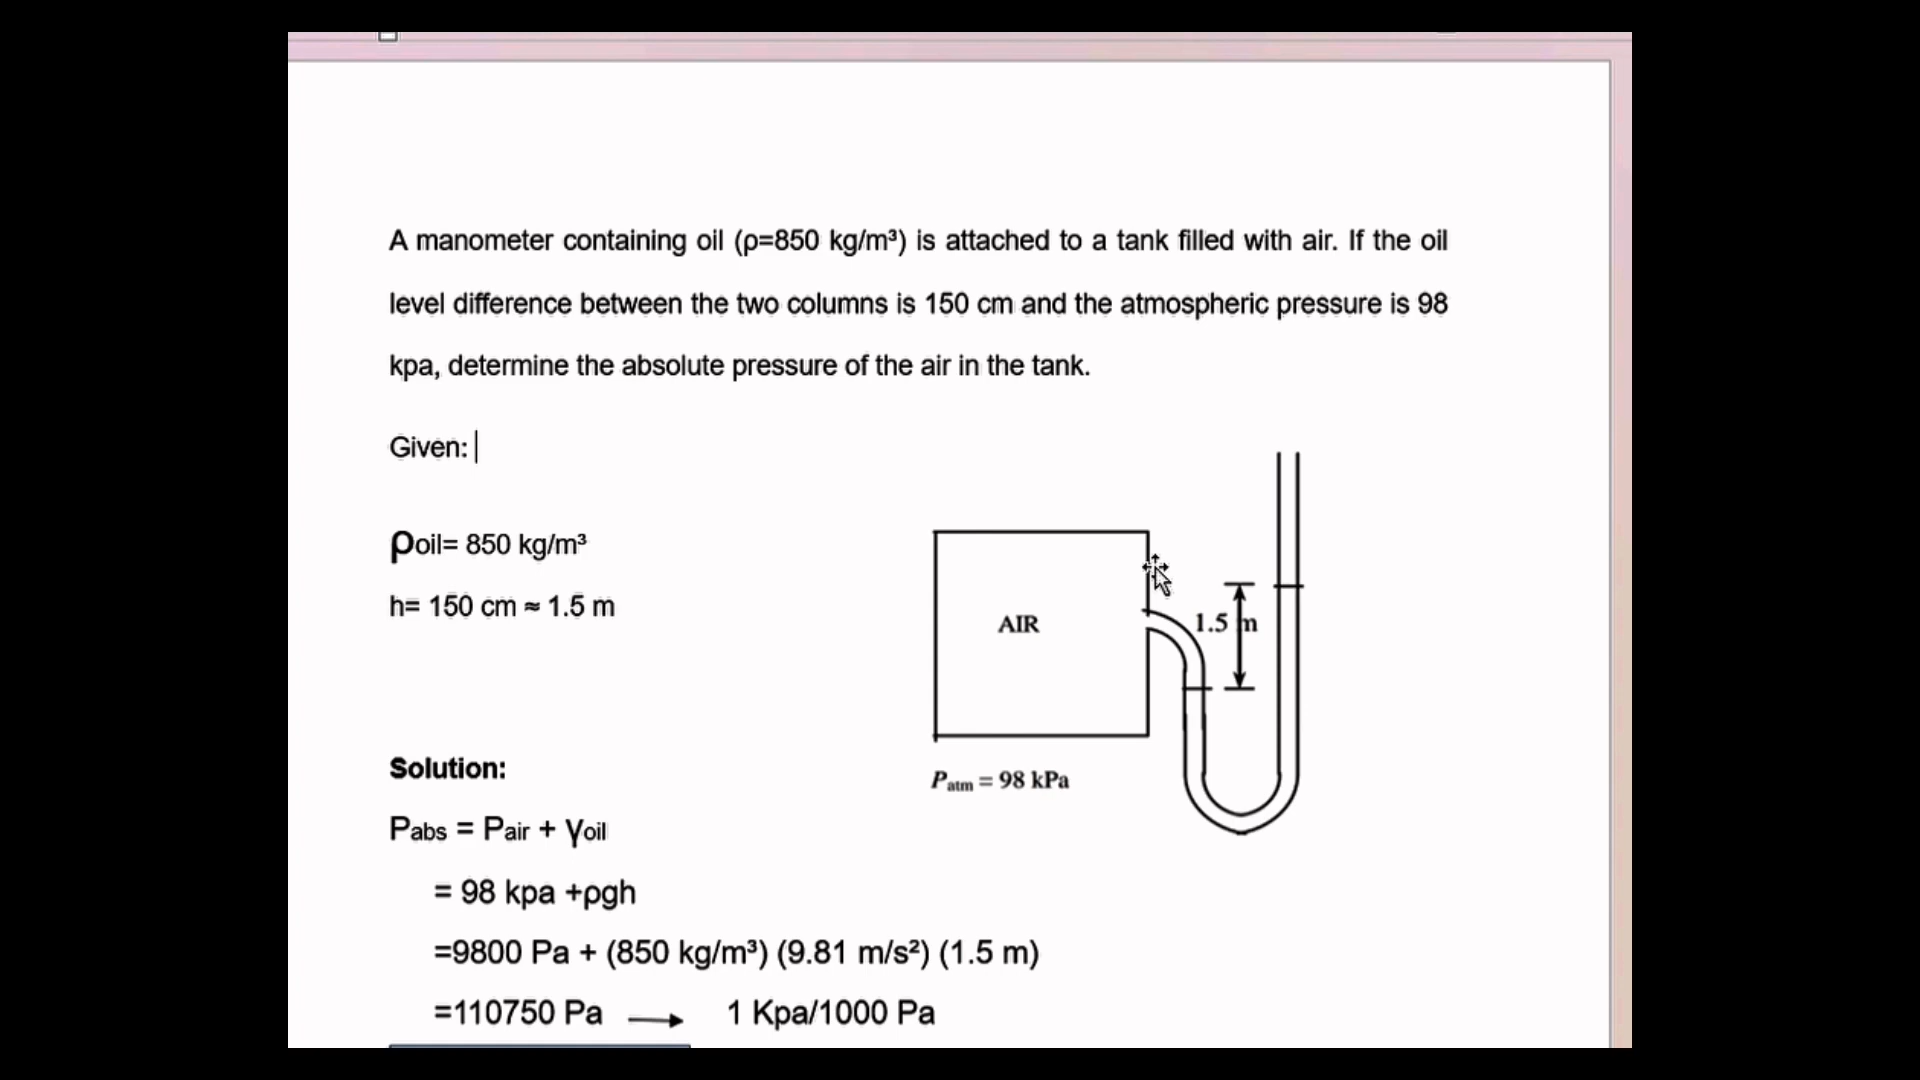 A manometer containing oil (ρ=850 kg/m³) is attached to a tank filled with air. If the oil
level difference between the two columns is 150 cm and the atmospheric pressure is 98
kpa, determine the absolute pressure of the air in the tank.
Given:
ρoil= 850 kg/m³
h= 150 cm ≈ 1.5 m
AIR
1.5 m
Patm = 98 kPa
Solution:
Pabs = Pair + γoil
= 98 kpa +ρgh
=9800 Pa + (850 kg/m³) (9.81 m/s²) (1.5 m)
=110750 Pa → 1 Kpa/1000 Pa